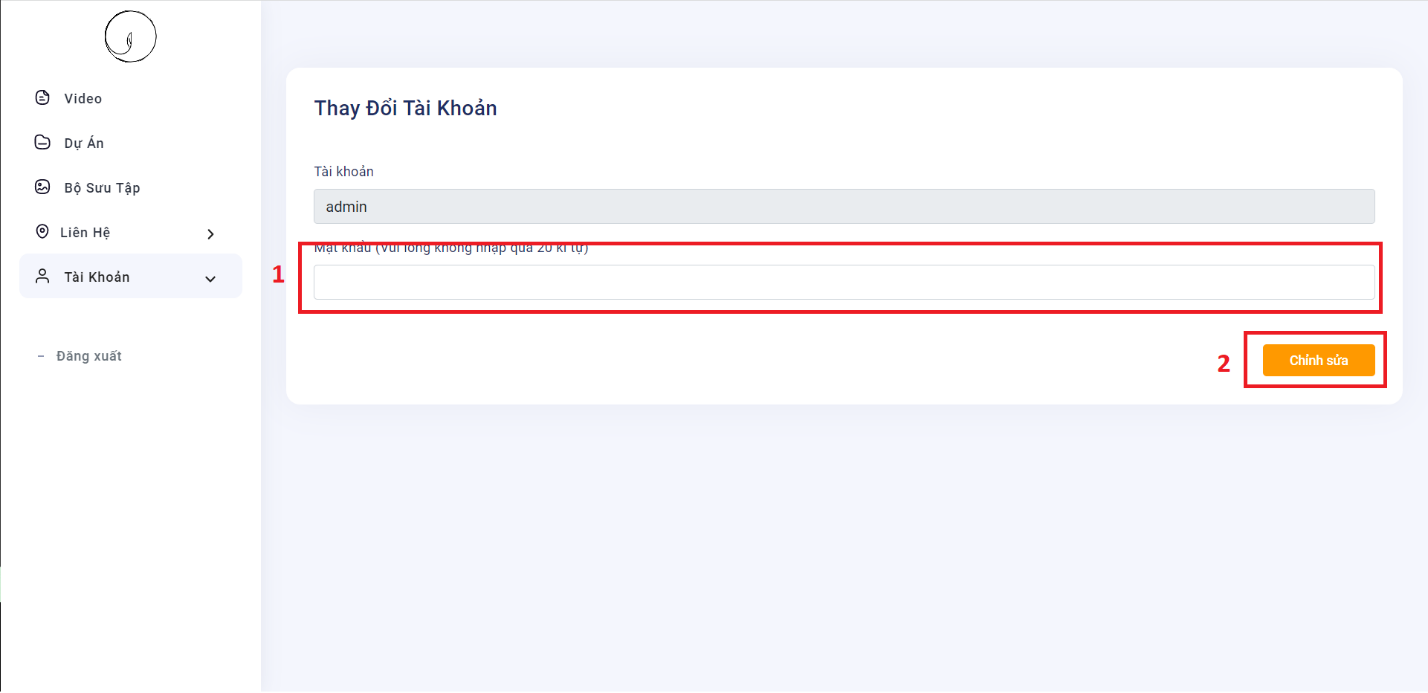 Video
Dự Án
Bộ Sưu Tập
Liên Hệ
Tài Khoản
– Đăng xuất
Thay Đổi Tài Khoản
Tài khoản
admin
Mật khẩu (Vui lòng không nhập quá 20 kí tự)
1
2
Chỉnh sửa